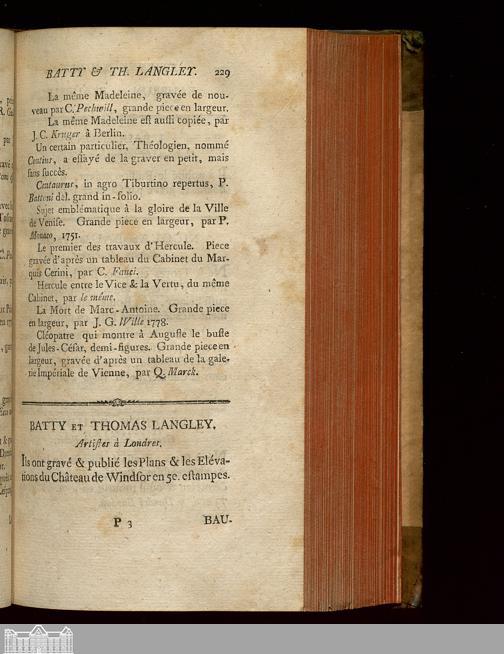 BATTY & TH. LANGLEY. 229
La même Madeleine, gravée de nou-
veau par C. Pechwill, grande piece en largeur.
La même Madeleine eſt auſſi copiée, par
J. C. Kruger à Berlin.
Un certain particulier, Théologien, nommé
Contius, a eſſayé de la graver en petit, mais
ſans ſuccès.
Centaurus, in agro Tiburtino repertus, P.
Battoni del. grand in-folio.
Sujet emblématique à la gloire de la Ville
de Veniſe. Grande piece en largeur, par P.
Monaco, 1751.
Le premier des travaux d'Hercule. Piece
gravée d'après un tableau du Cabinet du Mar-
quis Cerini, par C. Fauci.
Hercule entre le Vice & la Vertu, du même
Cabinet, par le même.
La Mort de Marc-Antoine. Grande piece
en largeur, par J. G. Wille 1778.
Cléopatre qui montre à Auguſte le buſte
de Jules-Céſar, demi-figures. Grande piece en
largeur, gravée d'après un tableau de la gale-
rie Impériale de Vienne, par Q. Marck.
BATTY ET THOMAS LANGLEY,
Artiſtes à Londres,
Ils ont gravé & publié les Plans & les Eléva-
tions du Château de Windſor en 5e. eſtampes.
P 3 BAU-